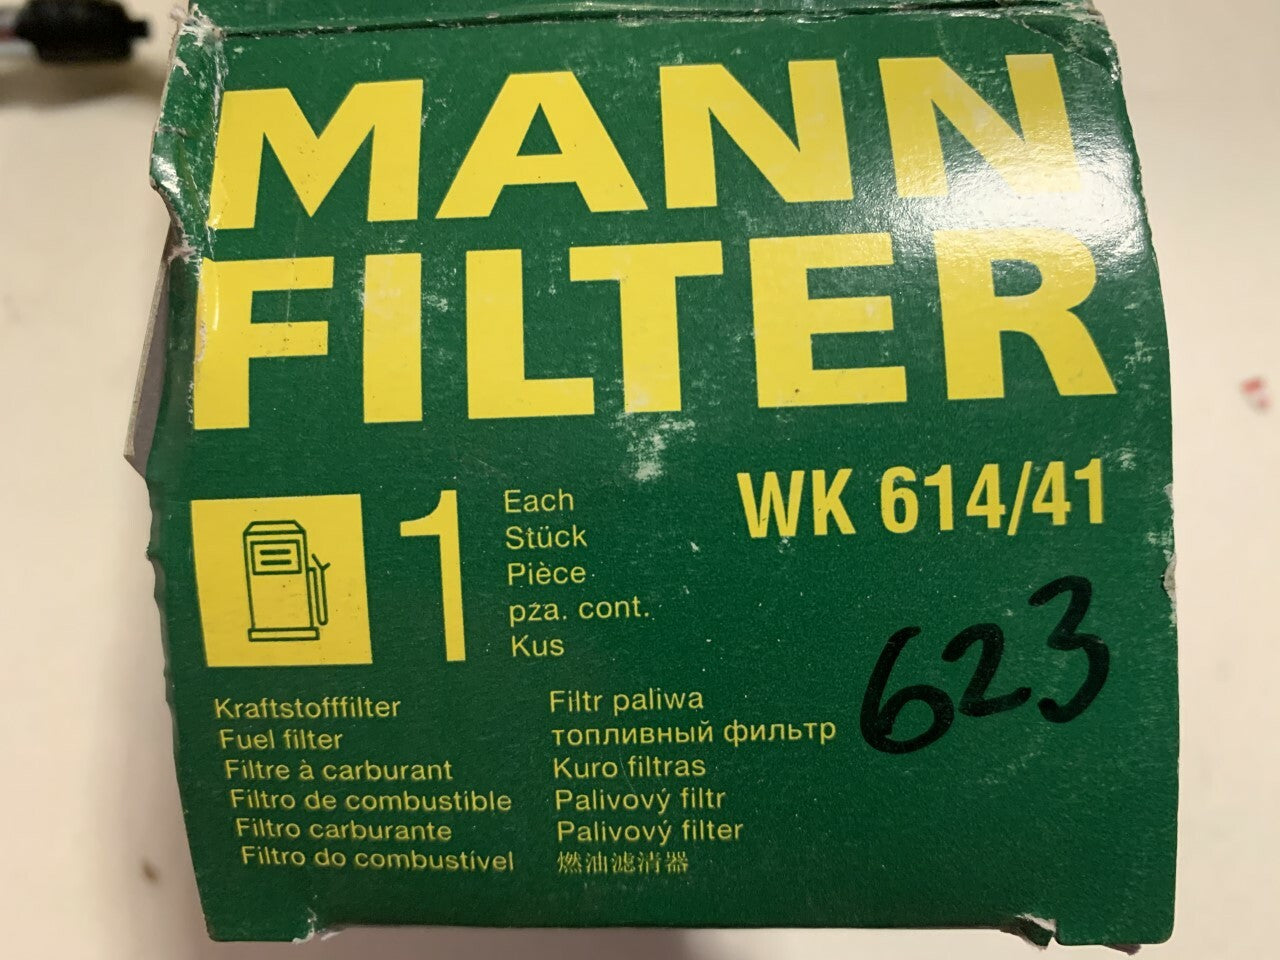 MANN
FILTER
WK 614/41
1
Each
Stück
Pièce
pza. cont.
Kus
623
Kraftstofffilter
Fuel filter
Filtre à carburant
Filtro de combustible
Filtro carburante
Filtro do combustível
Filtr paliwa
топливный фильтр
Kuro filtras
Palivový filtr
Palivový filter
燃油滤清器